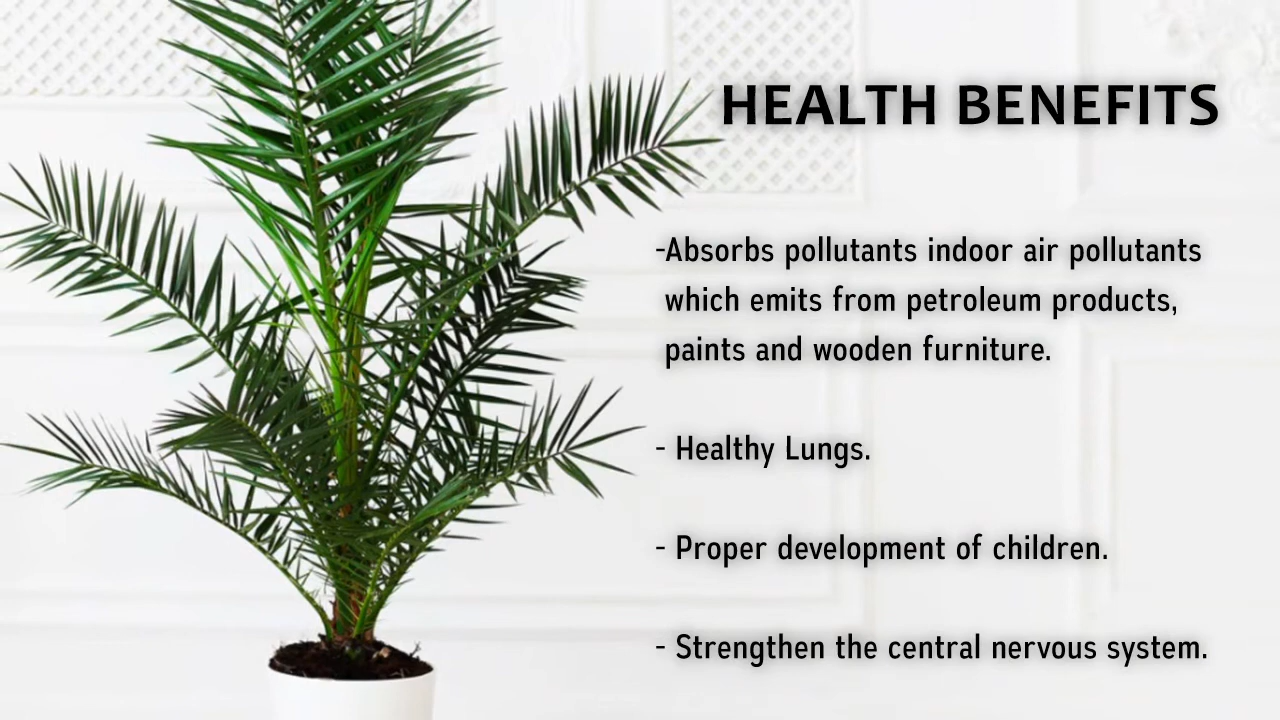 HEALTH BENEFITS
-Absorbs pollutants indoor air pollutants
which emits from petroleum products,
paints and wooden furniture.
- Healthy Lungs.
- Proper development of children.
- Strengthen the central nervous system.